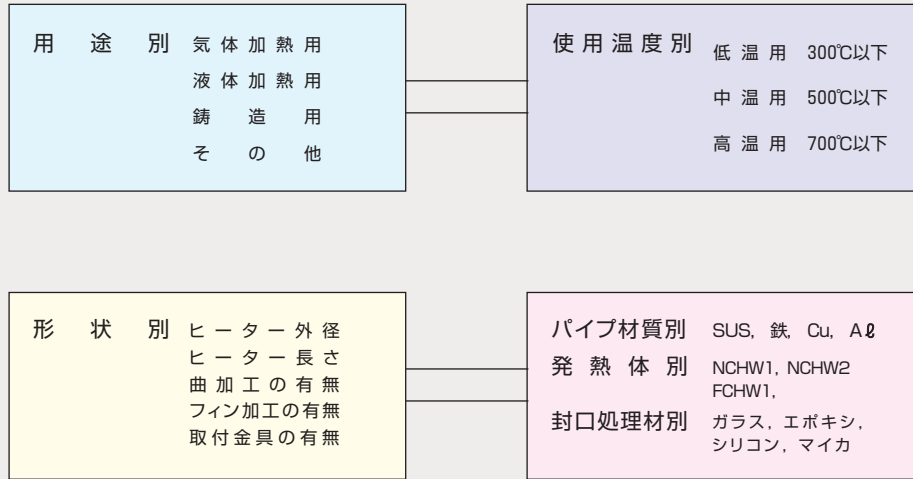 用途別 気体加熱用
液体加熱用
鋳造用
その他
使用温度別 低温用 300℃以下
中温用 500℃以下
高温用 700℃以下
形状別 ヒーター外径
ヒーター長さ
曲加工の有無
フィン加工の有無
取付金具の有無
パイプ材質別 SUS, 鉄, Cu, Aℓ
発熱体別 NCHW1, NCHW2
FCHW1,
封口処理材別 ガラス, エポキシ,
シリコン, マイカ